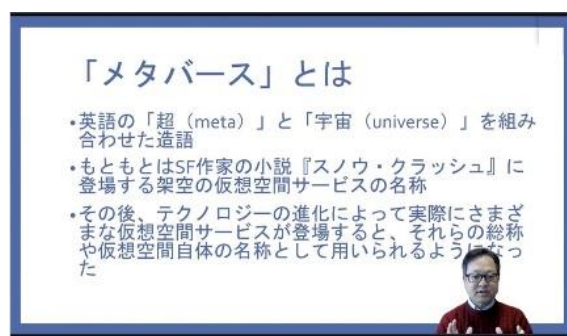 「メタバース」とは
•英語の「超（meta）」と「宇宙（universe）」を組み
合わせた造語
•もともとはSF作家の小説『スノウ・クラッシュ』に
登場する架空の仮想空間サービスの名称
•その後、テクノロジーの進化によって実際にさまざ
まな仮想空間サービスが登場すると、それらの総称
や仮想空間自体の名称として用いられるようになっ
た